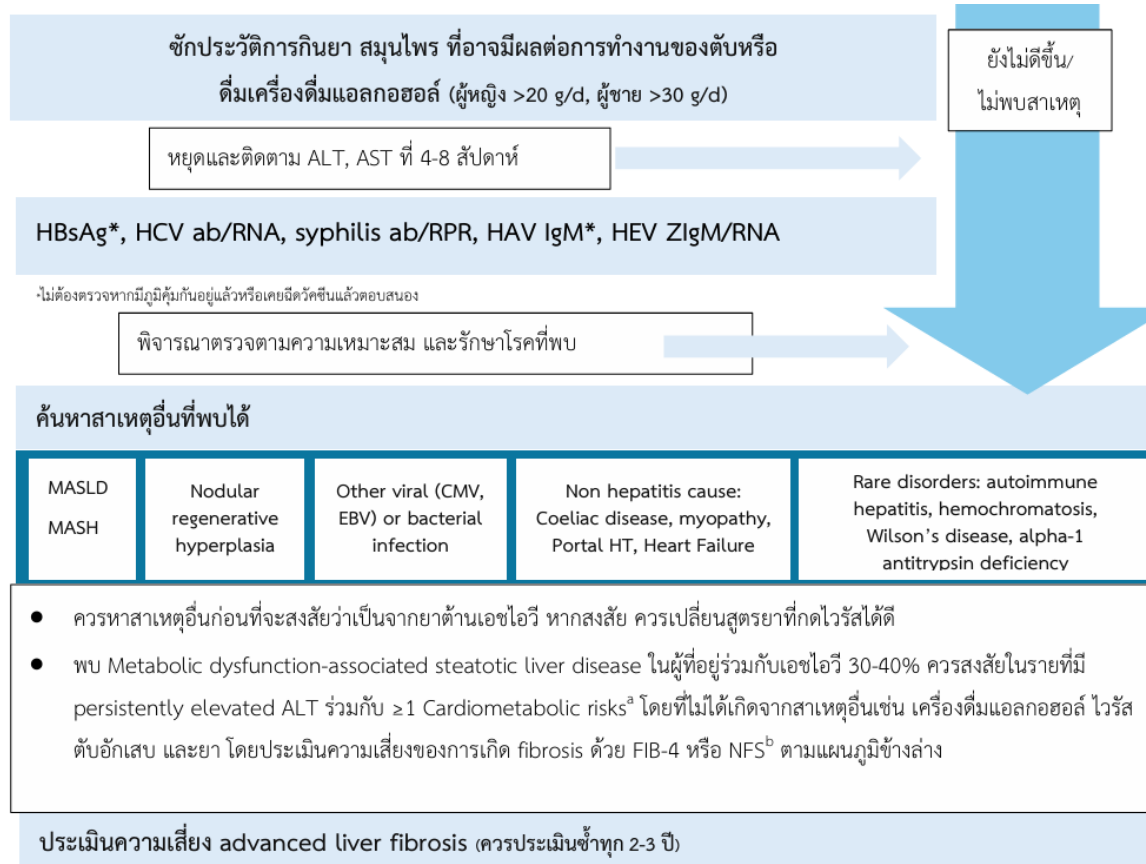 ซักประวัติการกินยา สมุนไพร ที่อาจมีผลต่อการทำงานของตับหรือ
ดื่มเครื่องดื่มแอลกอฮอล์ (ผู้หญิง >20 g/d, ผู้ชาย >30 g/d)
ยังไม่ดีขึ้น/
ไม่พบสาเหตุ
หยุดและติดตาม ALT, AST ที่ 4-8 สัปดาห์
HBsAg*, HCV ab/RNA, syphilis ab/RPR, HAV IgM*, HEV ZIgM/RNA
*ไม่ต้องตรวจหากมีภูมิคุ้มกันอยู่แล้วหรือเคยฉีดวัคซีนแล้วตอบสนอง
พิจารณาตรวจตามความเหมาะสม และรักษาโรคที่พบ
ค้นหาสาเหตุอื่นที่พบได้
MASLD
MASH
Nodular
regenerative
hyperplasia
Other viral (CMV,
EBV) or bacterial
infection
Non hepatitis cause:
Coeliac disease, myopathy,
Portal HT, Heart Failure
Rare disorders: autoimmune
hepatitis, hemochromatosis,
Wilson's disease, alpha-1
antitrypsin deficiency
● ควรหาสาเหตุอื่นก่อนที่จะสงสัยว่าเป็นจากยาต้านเอชไอวี หากสงสัย ควรเปลี่ยนสูตรยาที่กดไวรัสได้ดี
● พบ Metabolic dysfunction-associated steatotic liver disease ในผู้ที่อยู่ร่วมกับเอชไอวี 30-40% ควรสงสัยในรายที่มี
persistently elevated ALT ร่วมกับ ≥1 Cardiometabolic risksᵃ โดยที่ไม่ได้เกิดจากสาเหตุอื่นเช่น เครื่องดื่มแอลกอฮอล์ ไวรัส
ตับอักเสบ และยา โดยประเมินความเสี่ยงของการเกิด fibrosis ด้วย FIB-4 หรือ NFSᵇ ตามแผนภูมิข้างล่าง
ประเมินความเสี่ยง advanced liver fibrosis (ควรประเมินซ้ำทุก 2-3 ปี)